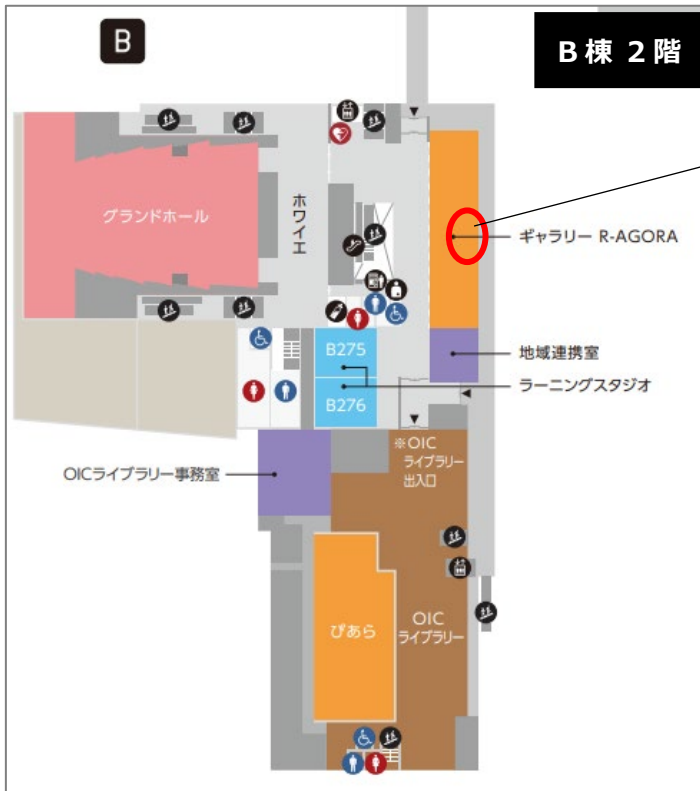 B
B棟 2階
グランドホール
ホワイエ
ギャラリー R-AGORA
B275
地域連携室
ラーニングスタジオ
B276
※OIC
ライブラリー
出入口
OICライブラリー事務室
ぴあら
OIC
ライブラリー